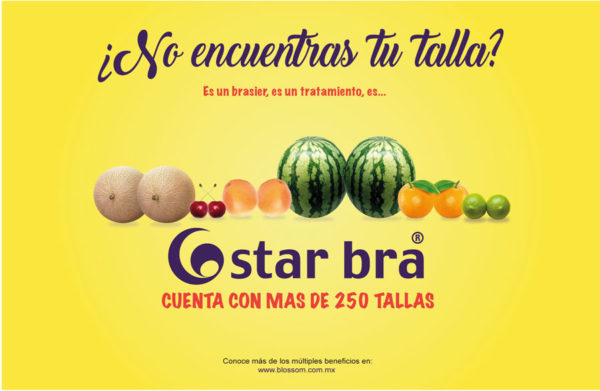 ¿No encuentras tu talla?
Es un brasier, es un tratamiento, es...
star bra®
CUENTA CON MAS DE 250 TALLAS
Conoce más de los múltiples beneficios en:
www.blossom.com.mx